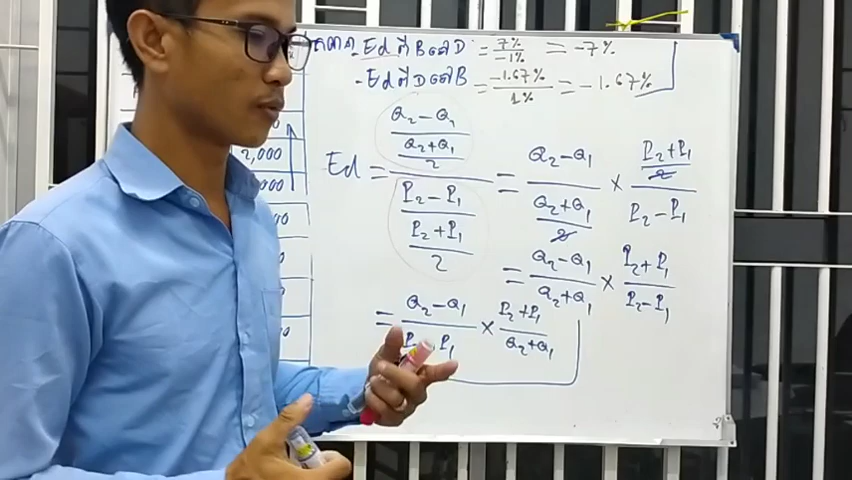 Ed ពី B ទៅ D = 7% / -1% = -7%
- Ed ពី D ទៅ B = -1.67% / 1% = -1.67%
Ed = ((Q₂-Q₁) / ((Q₂+Q₁)/2)) / ((P₂-P₁) / ((P₂+P₁)/2)) = (Q₂-Q₁) / ((Q₂+Q₁)/2) × ((P₂+P₁)/2) / (P₂-P₁)
= (Q₂-Q₁) / (Q₂+Q₁) × (P₂+P₁) / (P₂-P₁)
= (Q₂-Q₁) / (P₂ P₁) × (P₂+P₁) / (Q₂+Q₁)
2,000